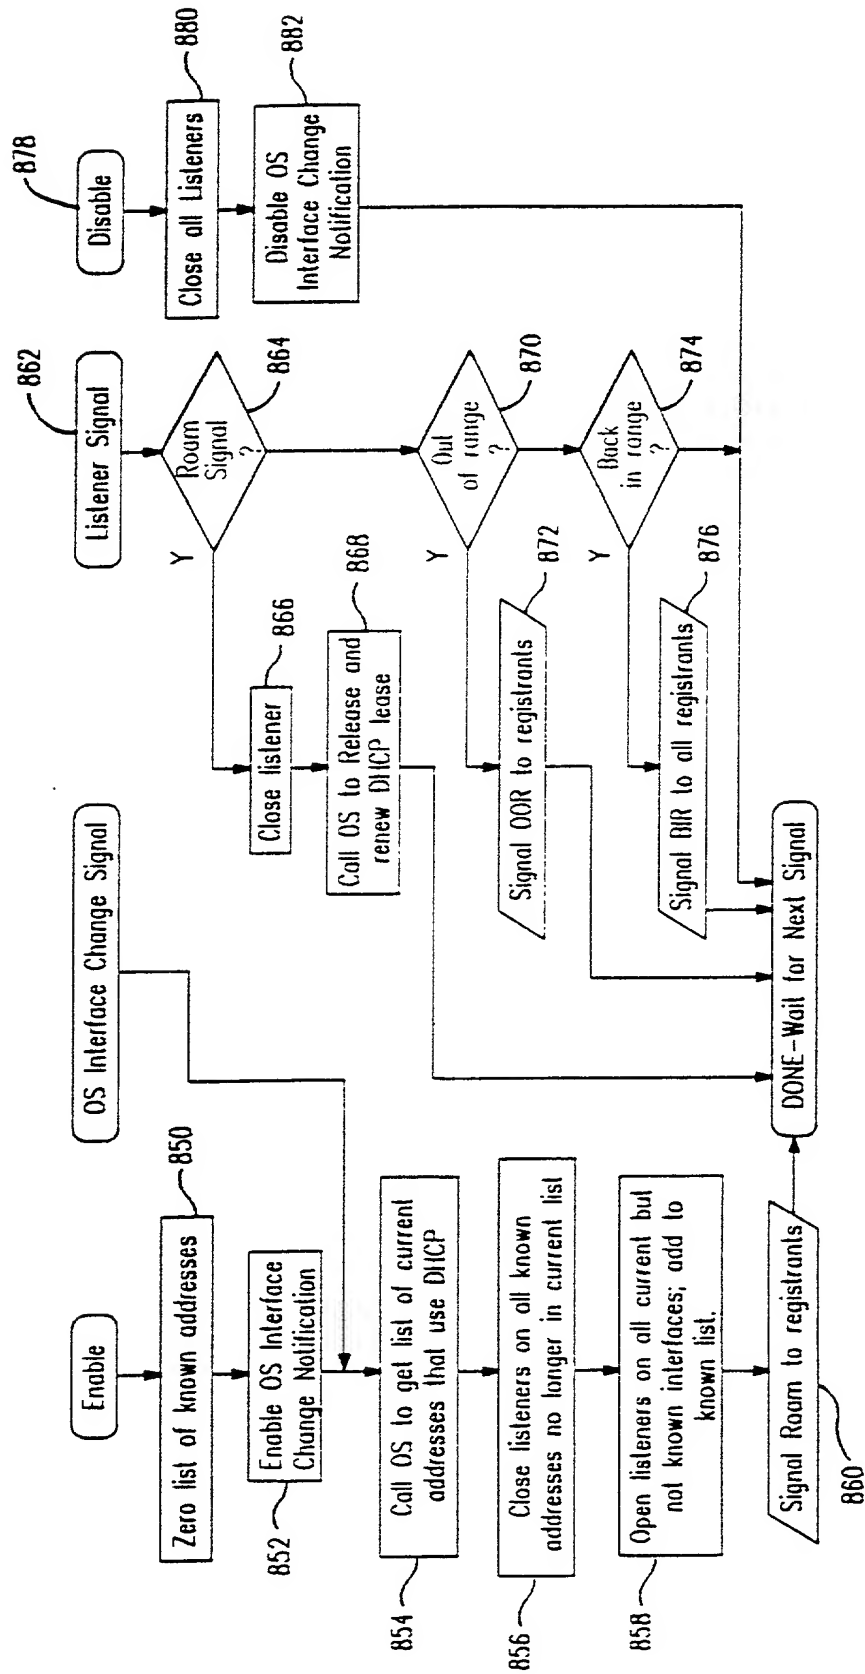 Enable
850
Zero list of known addresses
852
Enable OS Interface
Change Notification
854
Call OS to get list of current
addresses that use DHCP
856
Close listeners on all known
addresses no longer in current list
858
Open listeners on all current but
not known interfaces; add to
known list.
860
Signal Roam to registrants
OS Interface Change Signal
862
Listener Signal
864
Roam
Signal
?
Y
866
Close listener
868
Call OS to Release and
renew DHCP lease
870
Out
of range
?
Y
872
Signal OOR to registrants
874
Back
in range
?
Y
876
Signal BIR to all registrants
878
Disable
880
Close all Listeners
882
Disable OS
Interface Change
Notification
DONE-Wait for Next Signal